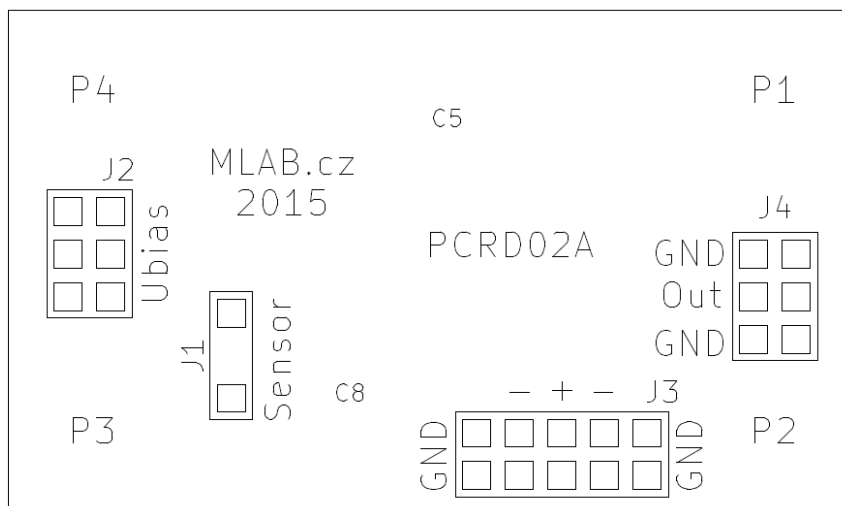 P4
P1
C5
MLAB.cz
2015
J2
Ubias
J4
PCRD02A
GND
Out
GND
J1
Sensor
C8
- + -
J3
P3
GND
GND
P2